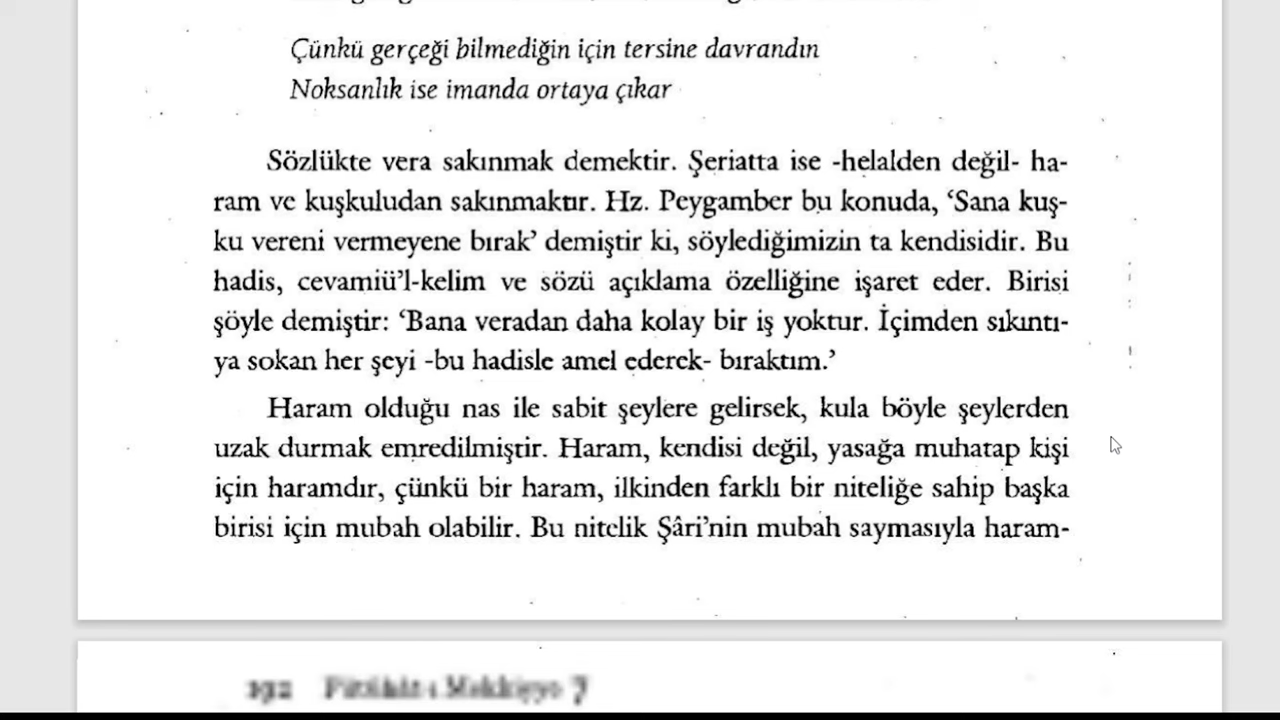 Çünkü gerçeği bilmediğin için tersine davrandın
Noksanlık ise imanda ortaya çıkar
Sözlükte vera sakınmak demektir. Şeriatta ise -helalden değil- ha-
ram ve kuşkuludan sakınmaktır. Hz. Peygamber bu konuda, ‘Sana kuş-
ku vereni vermeyene bırak’ demiştir ki, söylediğimizin ta kendisidir. Bu
hadis, cevamiü’l-kelim ve sözü açıklama özelliğine işaret eder. Birisi
şöyle demiştir: ‘Bana veradan daha kolay bir iş yoktur. İçimden sıkıntı-
ya sokan her şeyi -bu hadisle amel ederek- bıraktım.’
Haram olduğu nas ile sabit şeylere gelirsek, kula böyle şeylerden
uzak durmak emredilmiştir. Haram, kendisi değil, yasağa muhatap kişi
için haramdır, çünkü bir haram, ilkinden farklı bir niteliğe sahip başka
birisi için mubah olabilir. Bu nitelik Şâri’nin mubah saymasıyla haram-
192 Fütûhât-ı Mekkiyye 7